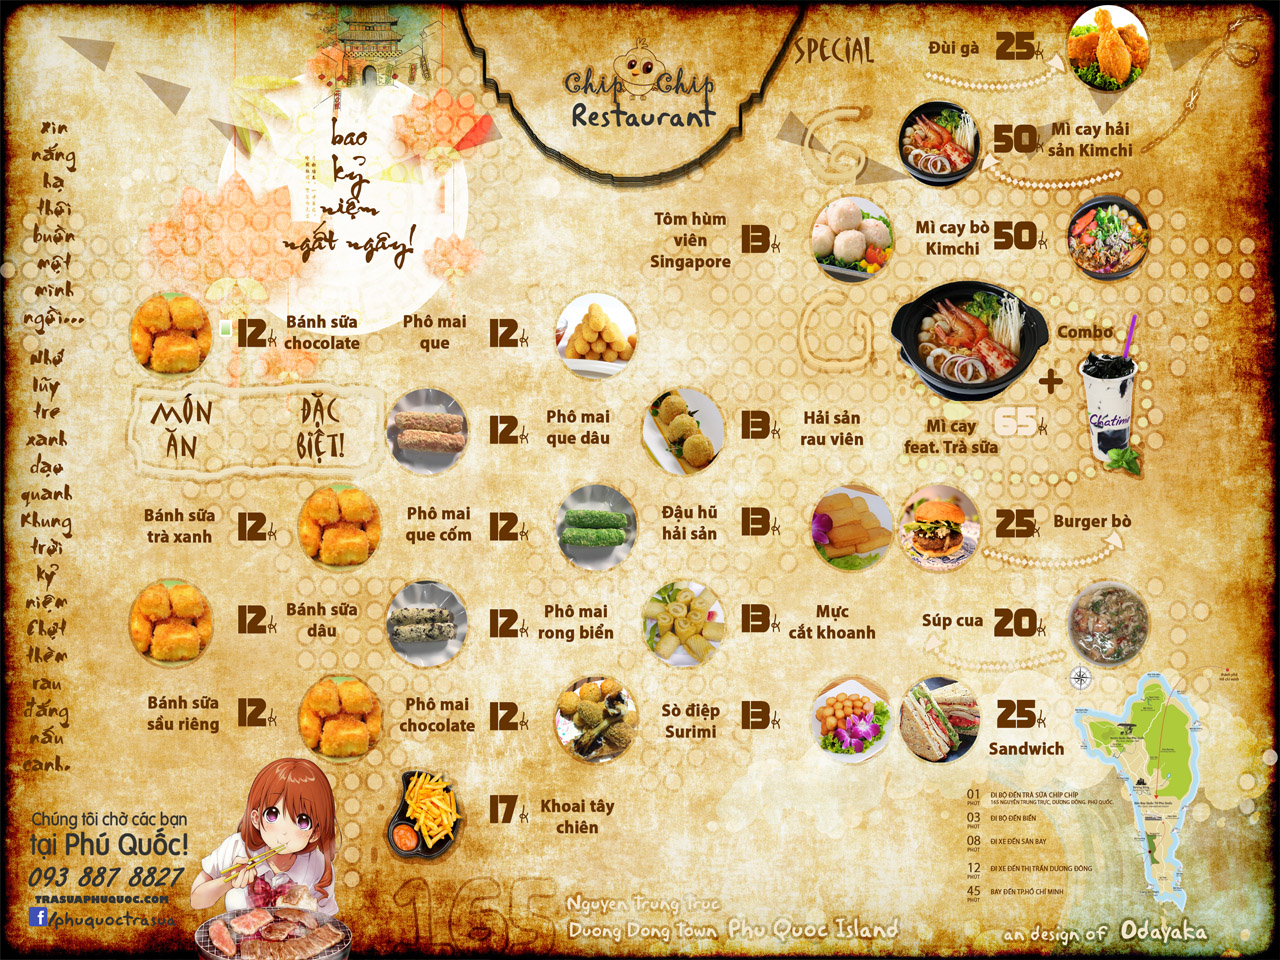 Chip Chip
Restaurant
SPECIAL
Đùi gà 25k
50k Mì cay hải
sản Kimchi
Tôm hùm
viên
Singapore
13k
Mì cay bò
Kimchi
50k
Combo
+
Chatime
Mì cay
feat. Trà sữa
65k
bao
kỷ
niệm
ngất ngây!
xin
nắng
hạ
thôi
buồn
một
mình
ngồi...
Nhớ
lũy
tre
xanh
dạo
quanh
Khung
trời
kỷ
niệm
Chợt
thèm
rau
đắng
nấu
canh.
12k Bánh sữa
chocolate
Phô mai
que
12k
MÓN
ĂN
ĐẶC
BIỆT!
12k Phô mai
que dâu
13k Hải sản
rau viên
Bánh sữa
trà xanh
12k
Phô mai
que cốm
12k
Đậu hũ
hải sản
13k
25k Burger bò
12k Bánh sữa
dâu
12k Phô mai
rong biển
13k Mực
cắt khoanh
Súp cua 20k
Bánh sữa
sầu riêng
12k
Phô mai
chocolate
12k
Sò điệp
Surimi
13k
25k
Sandwich
17k Khoai tây
chiên
Chúng tôi chờ các bạn
tại Phú Quốc!
093 887 8827
TRASUAPHUQUOC.COM
f/phuquoctrasua
165
Nguyen Trung Truc
Duong Dong Town Phu Quoc Island
01 PHÚT ĐI BỘ ĐẾN TRÀ SỮA CHIP CHÍP
165 NGUYỄN TRUNG TRỰC, DƯƠNG ĐÔNG, PHÚ QUỐC.
03 PHÚT ĐI BỘ ĐẾN BIỂN
08 PHÚT ĐI XE ĐẾN SÂN BAY
12 PHÚT ĐI XE ĐẾN THỊ TRẤN DƯƠNG ĐÔNG
45 PHÚT BAY ĐẾN TP.HỒ CHÍ MINH
an design of Odayaka